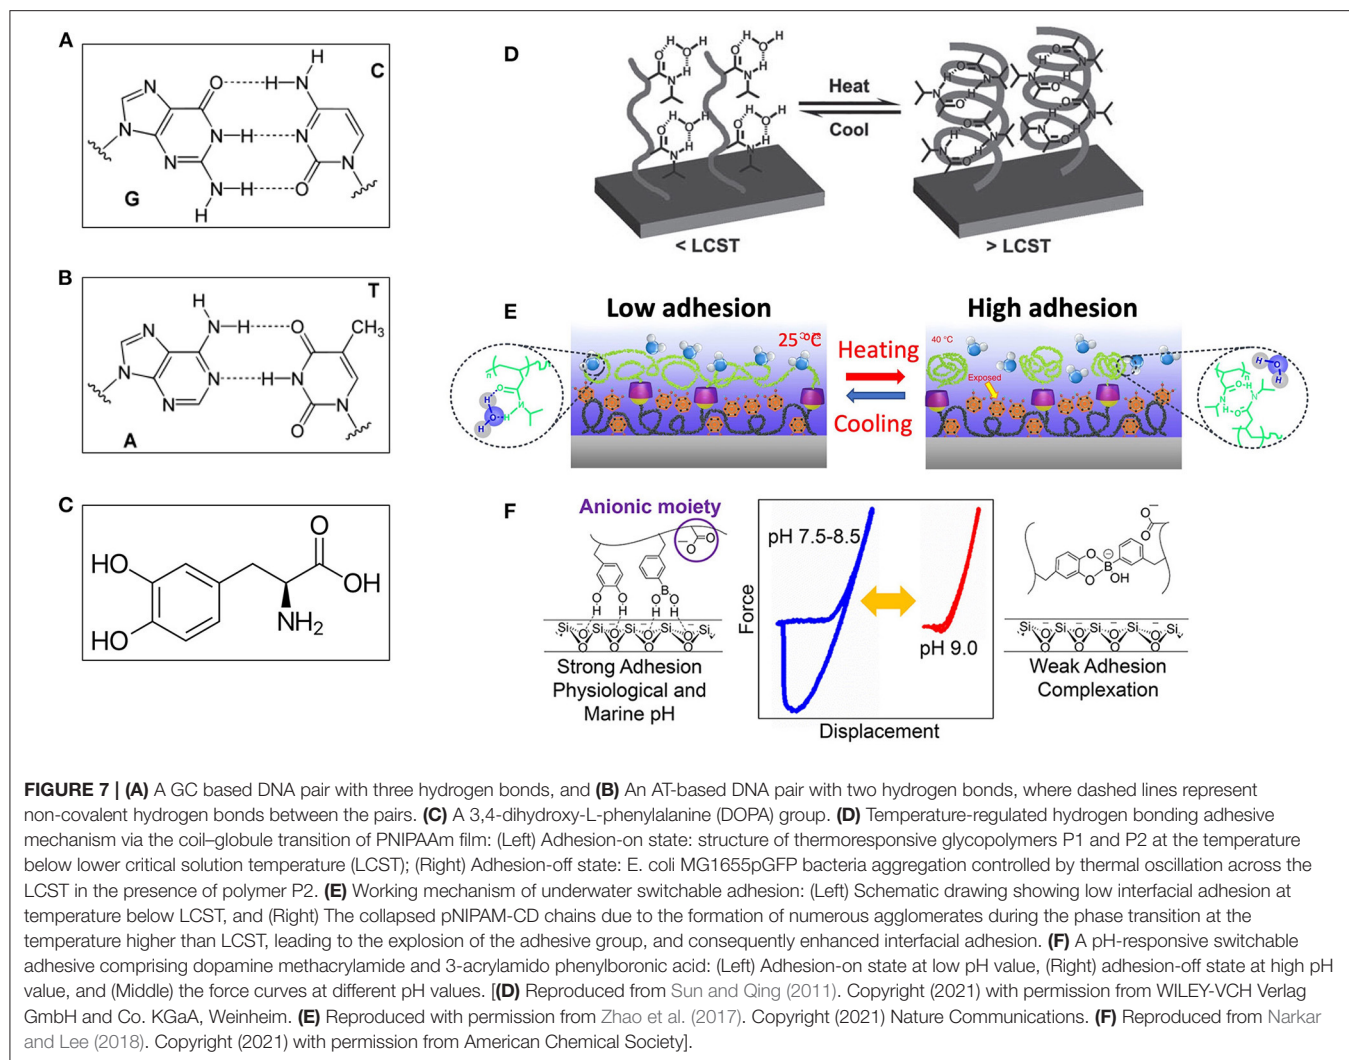 A
B
C
D
E
F
O
H
H
N
C
N
N
N
H
N
N
N
N
O
N
H
H
G
B
T
H
N
H
O
CH3
N
N
N
N
H
N
N
N
O
A
HO
HO
O
OH
NH2
Heat
Cool
< LCST
> LCST
Low adhesion
High adhesion
25 °C
40 °C
Exposed
Heating
Cooling
Anionic moiety
pH 7.5-8.5
pH 9.0
Force
Displacement
Strong Adhesion
Physiological and
Marine pH
Weak Adhesion
Complexation
FIGURE 7 | (A) A GC based DNA pair with three hydrogen bonds, and (B) An AT-based DNA pair with two hydrogen bonds, where dashed lines represent
non-covalent hydrogen bonds between the pairs. (C) A 3,4-dihydroxy-L-phenylalanine (DOPA) group. (D) Temperature-regulated hydrogen bonding adhesive
mechanism via the coil–globule transition of PNIPAAm film: (Left) Adhesion-on state: structure of thermoresponsive glycopolymers P1 and P2 at the temperature
below lower critical solution temperature (LCST); (Right) Adhesion-off state: E. coli MG1655pGFP bacteria aggregation controlled by thermal oscillation across the
LCST in the presence of polymer P2. (E) Working mechanism of underwater switchable adhesion: (Left) Schematic drawing showing low interfacial adhesion at
temperature below LCST, and (Right) The collapsed pNIPAM-CD chains due to the formation of numerous agglomerates during the phase transition at the
temperature higher than LCST, leading to the explosion of the adhesive group, and consequently enhanced interfacial adhesion. (F) A pH-responsive switchable
adhesive comprising dopamine methacrylamide and 3-acrylamido phenylboronic acid: (Left) Adhesion-on state at low pH value, (Right) adhesion-off state at high pH
value, and (Middle) the force curves at different pH values. [(D) Reproduced from Sun and Qing (2011). Copyright (2021) with permission from WILEY-VCH Verlag
GmbH and Co. KGaA, Weinheim. (E) Reproduced with permission from Zhao et al. (2017). Copyright (2021) Nature Communications. (F) Reproduced from Narkar
and Lee (2018). Copyright (2021) with permission from American Chemical Society].